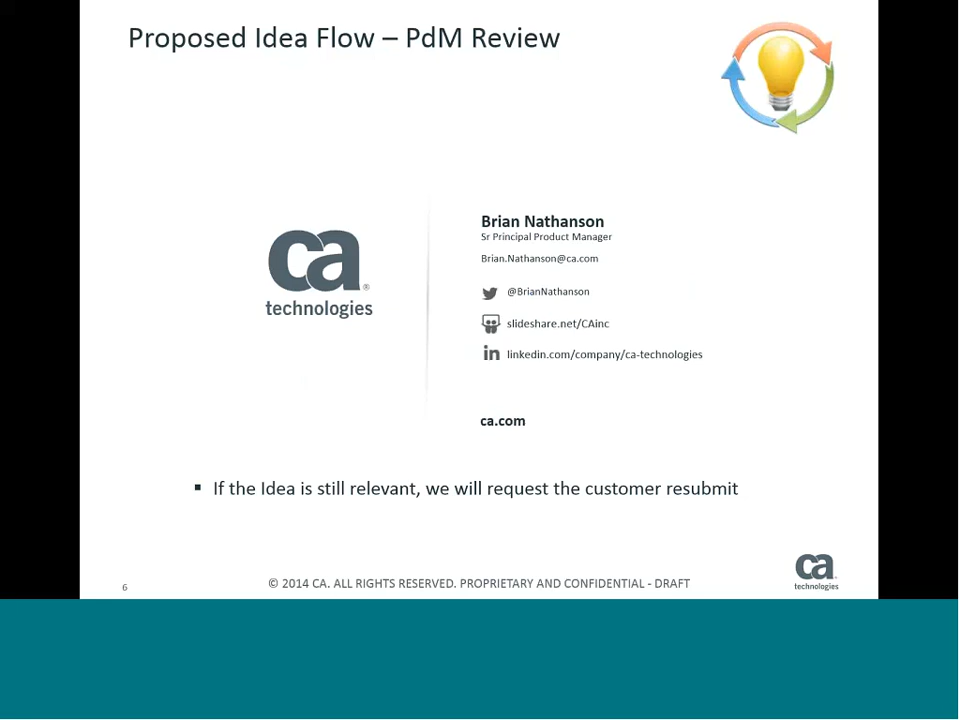 Proposed Idea Flow – PdM Review
ca®
technologies
Brian Nathanson
Sr Principal Product Manager
Brian.Nathanson@ca.com
@BrianNathanson
slideshare.net/CAinc
in linkedin.com/company/ca-technologies
ca.com
▪ If the Idea is still relevant, we will request the customer resubmit
6
© 2014 CA. ALL RIGHTS RESERVED. PROPRIETARY AND CONFIDENTIAL - DRAFT
ca
technologies